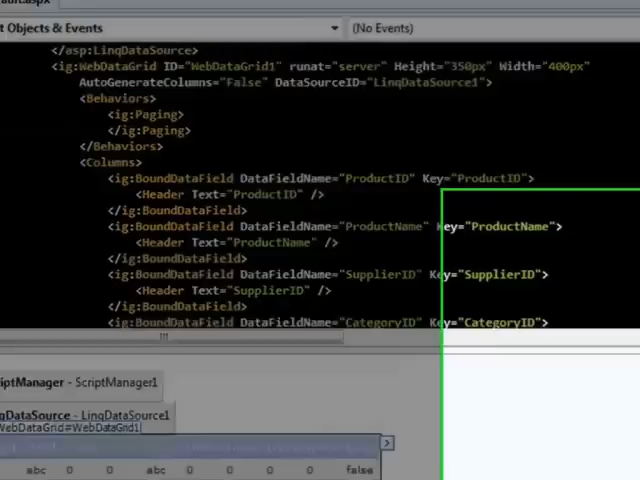 t Objects & Events
(No Events)
</asp:LinqDataSource>
<ig:WebDataGrid ID="WebDataGrid1" runat="server" Height="350px" Width="400px"
AutoGenerateColumns="False" DataSourceID="LinqDataSource1">
<Behaviors>
<ig:Paging>
</ig:Paging>
</Behaviors>
<Columns>
<ig:BoundDataField DataFieldName="ProductID" Key="ProductID">
<Header Text="ProductID" />
</ig:BoundDataField>
<ig:BoundDataField DataFieldName="ProductName" Key="ProductName">
<Header Text="ProductName" />
</ig:BoundDataField>
<ig:BoundDataField DataFieldName="SupplierID" Key="SupplierID">
<Header Text="SupplierID" />
</ig:BoundDataField>
<ig:BoundDataField DataFieldName="CategoryID" Key="CategoryID">
riptManager - ScriptManager1
qDataSource - LinqDataSource1
WebDataGrid#WebDataGrid1
abc 0 0 abc 0 0 0 0 false